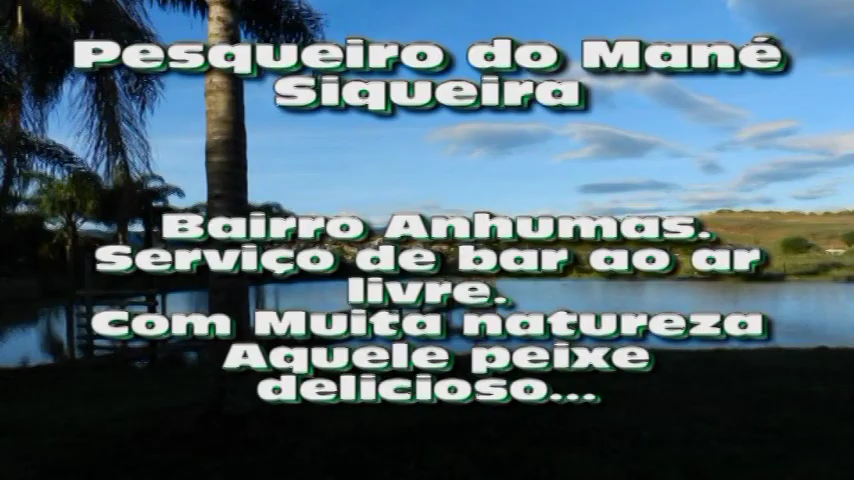 Pesqueiro do Mané
Siqueira
Bairro Anhumas.
Serviço de bar ao ar
livre.
Com Muita natureza
Aquele peixe
delicioso...